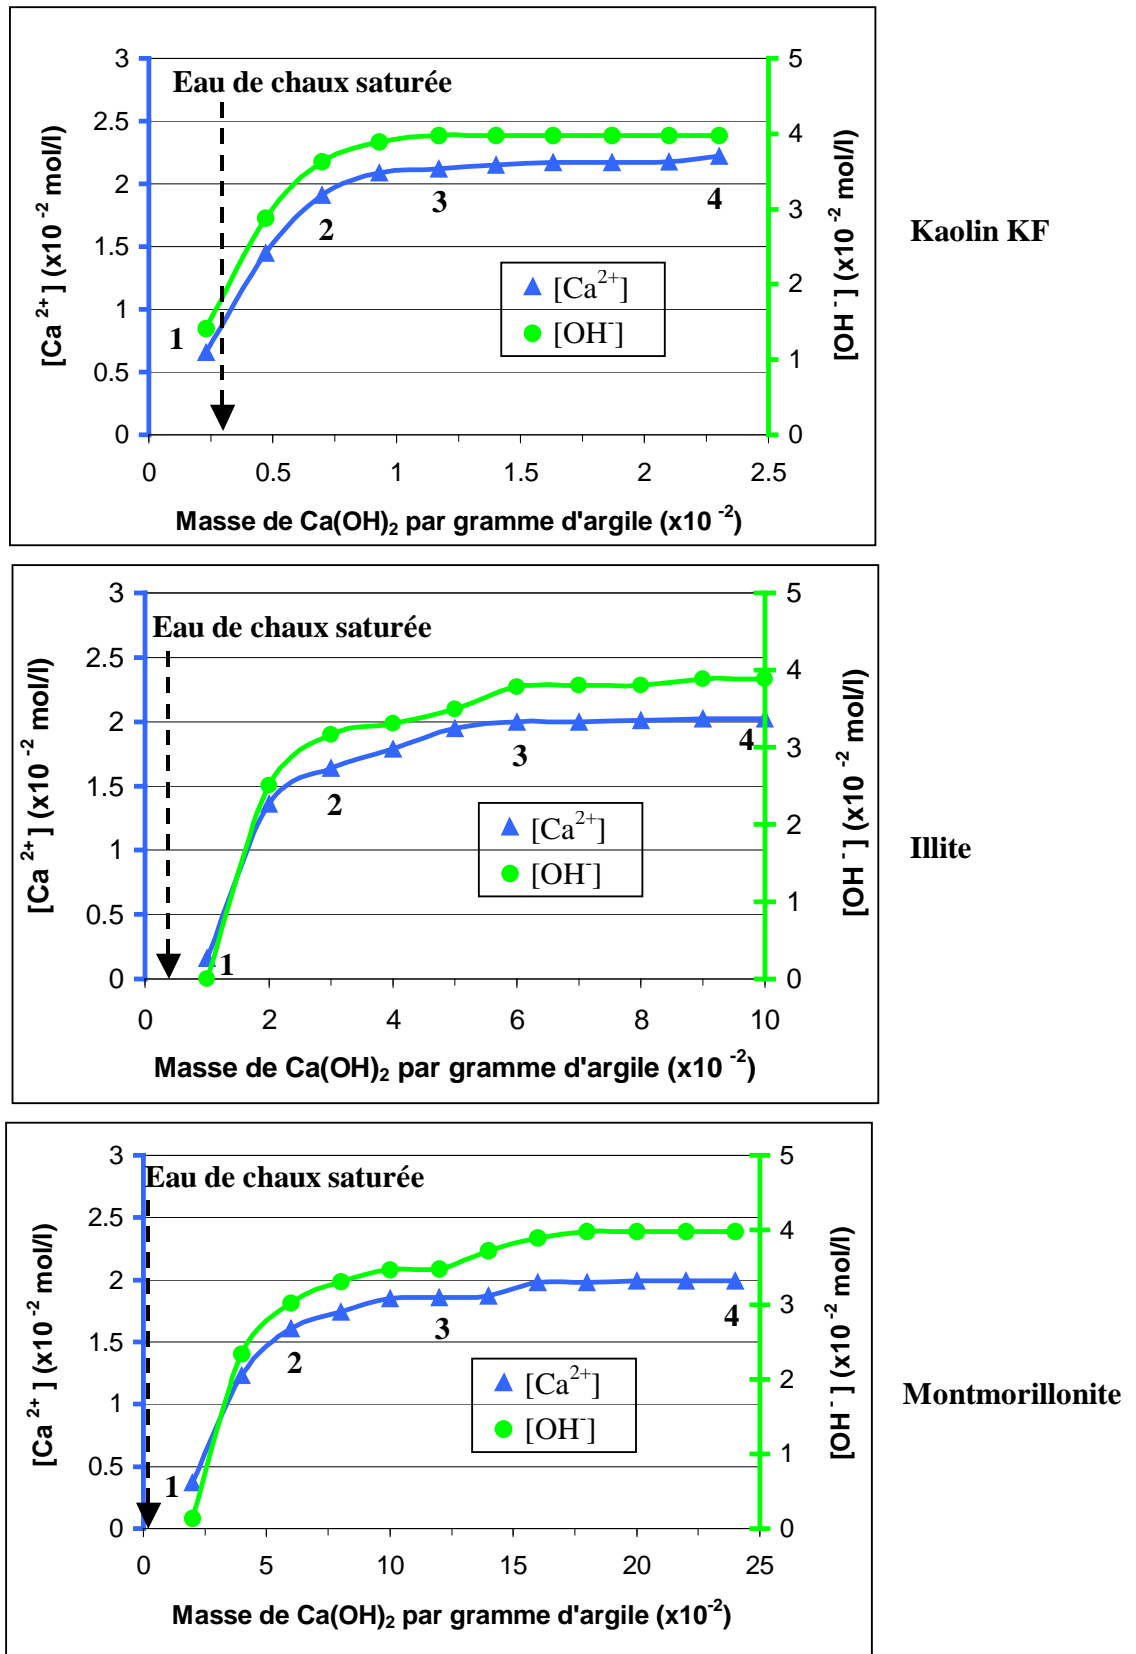 Eau de chaux saturée
[Ca 2+] (x10 -2 mol/l)
3
2.5
2
1.5
1
0.5
0
5
4
3
2
1
0
[OH -] (x10 -2 mol/l)
1
2
3
4
[Ca2+]
[OH-]
0 0.5 1 1.5 2 2.5
Masse de Ca(OH)2 par gramme d'argile (x10 -2)
Kaolin KF
Eau de chaux saturée
[Ca 2+] (x10 -2 mol/l)
3
2.5
2
1.5
1
0.5
0
5
4
3
2
1
0
[OH -] (x10 -2 mol/l)
1
2
3
4
[Ca2+]
[OH-]
0 2 4 6 8 10
Masse de Ca(OH)2 par gramme d'argile (x10 -2)
Illite
Eau de chaux saturée
[Ca 2+] (x10 -2 mol/l)
3
2.5
2
1.5
1
0.5
0
5
4
3
2
1
0
[OH -] (x10 -2 mol/l)
1
2
3
4
[Ca2+]
[OH-]
0 5 10 15 20 25
Masse de Ca(OH)2 par gramme d'argile (x10-2)
Montmorillonite